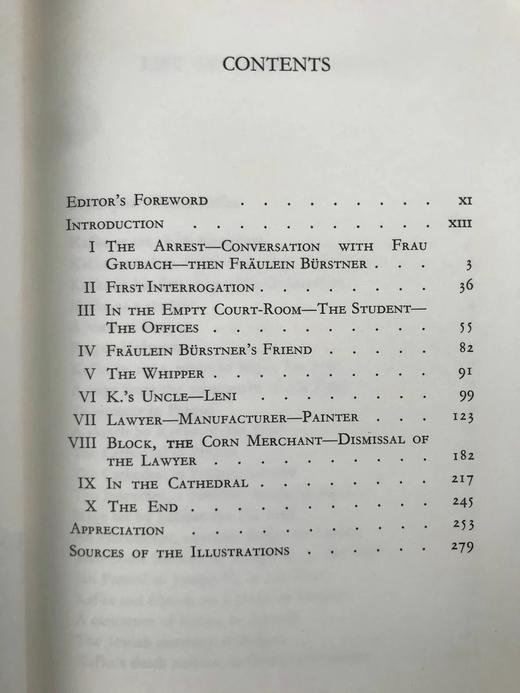 CONTENTS
EDITOR'S FOREWORD . . . . . . . . . XI
INTRODUCTION . . . . . . . . . . . XIII
I THE ARREST—CONVERSATION WITH FRAU
GRUBACH—THEN FRÄULEIN BÜRSTNER . . . 3
II FIRST INTERROGATION . . . . . . . 36
III IN THE EMPTY COURT-ROOM—THE STUDENT—
THE OFFICES . . . . . . . . . 55
IV FRÄULEIN BÜRSTNER'S FRIEND . . . . . 82
V THE WHIPPER . . . . . . . . . 91
VI K.'S UNCLE—LENI . . . . . . . 99
VII LAWYER—MANUFACTURER—PAINTER . . . . 123
VIII BLOCK, THE CORN MERCHANT—DISMISSAL OF
THE LAWYER . . . . . . . . . 182
IX IN THE CATHEDRAL . . . . . . . 217
X THE END . . . . . . . . . . 245
APPRECIATION . . . . . . . . . . . 253
SOURCES OF THE ILLUSTRATIONS . . . . . . 279